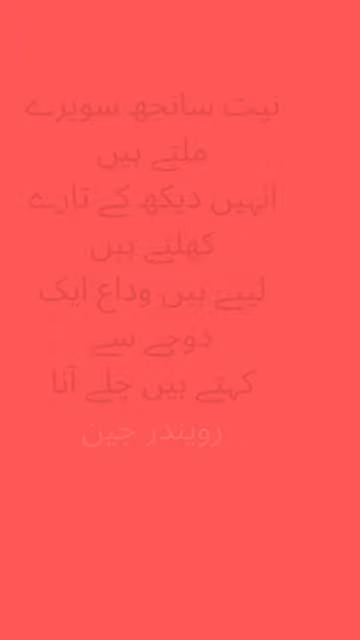 نیت سانجھ سویرے
ملتے ہیں
انہیں دیکھ کے تارے
کھلتے ہیں
لیتے ہیں وداع ایک
دوجے سے
کہتے ہیں چلے آنا
رویندر جین